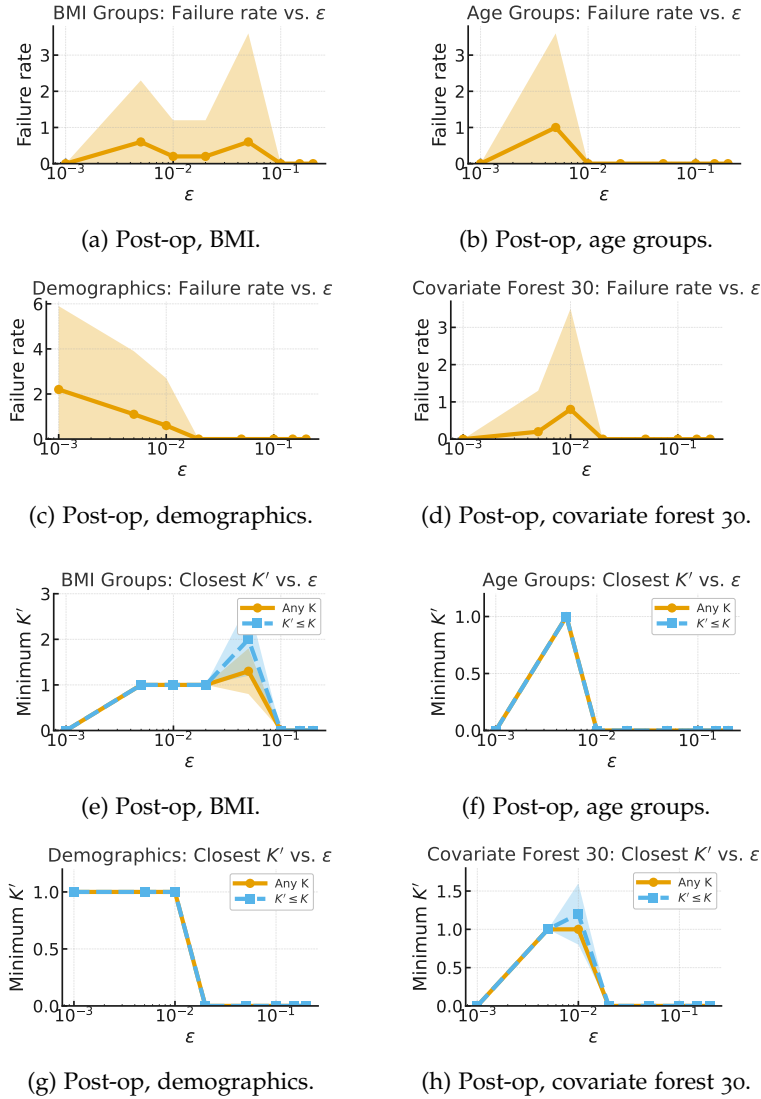 BMI Groups: Failure rate vs. ε
Failure rate
3
2
1
0
10⁻³
10⁻²
10⁻¹
ε
(a) Post-op, BMI.
Age Groups: Failure rate vs. ε
Failure rate
3
2
1
0
10⁻³
10⁻²
10⁻¹
ε
(b) Post-op, age groups.
Demographics: Failure rate vs. ε
Failure rate
6
4
2
0
10⁻³
10⁻²
10⁻¹
ε
(c) Post-op, demographics.
Covariate Forest 30: Failure rate vs. ε
Failure rate
3
2
1
0
10⁻³
10⁻²
10⁻¹
ε
(d) Post-op, covariate forest 30.
BMI Groups: Closest K′ vs. ε
Minimum K′
3
2
1
0
Any K
K′ ≤ K
10⁻³
10⁻²
10⁻¹
ε
(e) Post-op, BMI.
Age Groups: Closest K′ vs. ε
Minimum K′
1.0
0.5
0.0
Any K
K′ ≤ K
10⁻³
10⁻²
10⁻¹
ε
(f) Post-op, age groups.
Demographics: Closest K′ vs. ε
Minimum K′
1.0
0.5
0.0
Any K
K′ ≤ K
10⁻³
10⁻²
10⁻¹
ε
(g) Post-op, demographics.
Covariate Forest 30: Closest K′ vs. ε
Minimum K′
1.5
1.0
0.5
0.0
Any K
K′ ≤ K
10⁻³
10⁻²
10⁻¹
ε
(h) Post-op, covariate forest 30.